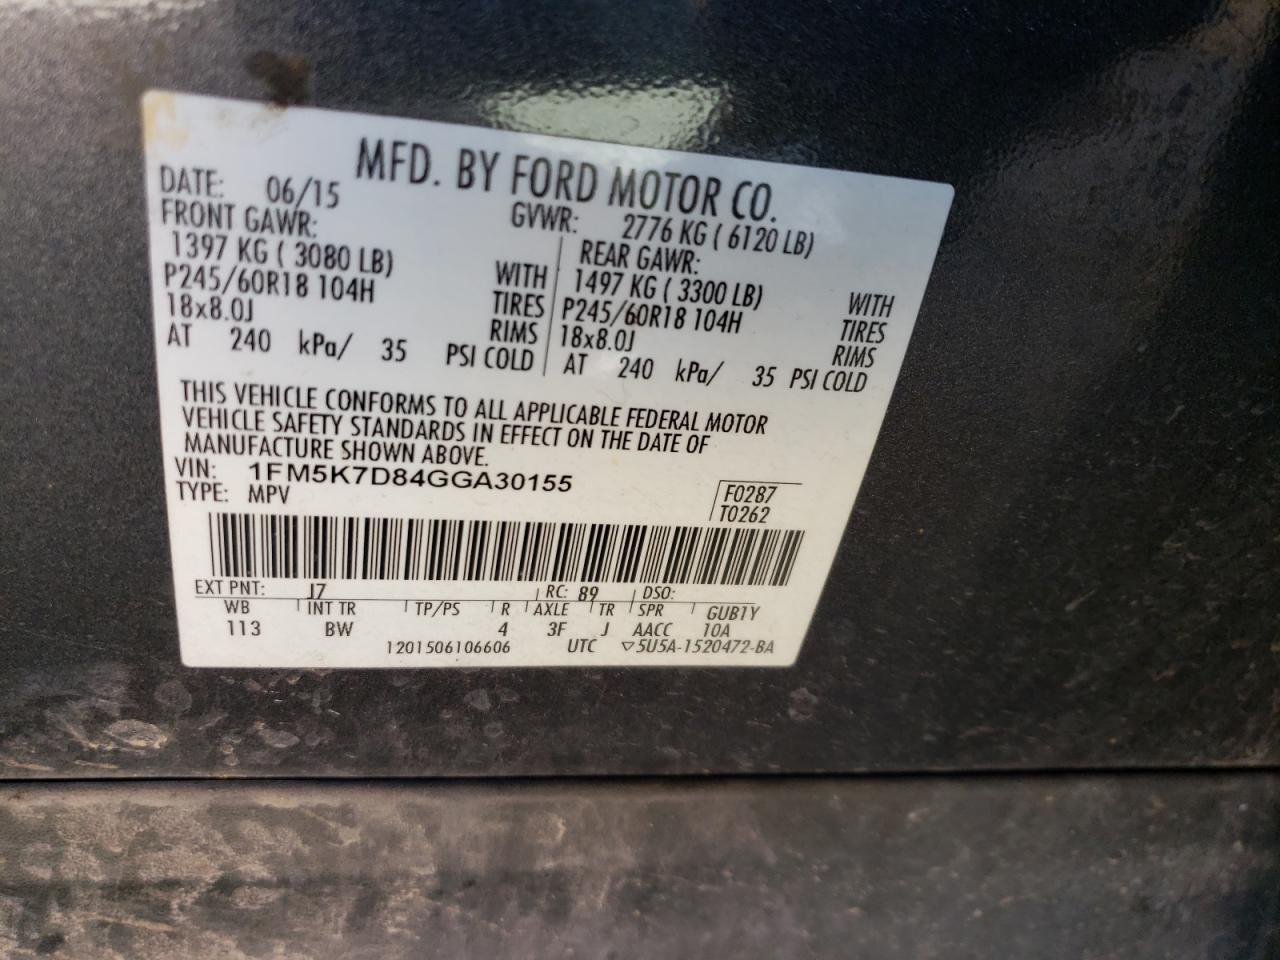 MFD. BY FORD MOTOR CO.
DATE: 06/15 GVWR: 2776 KG ( 6120 LB)
FRONT GAWR: REAR GAWR:
1397 KG ( 3080 LB) WITH 1497 KG ( 3300 LB) WITH
P245/60R18 104H TIRES P245/60R18 104H TIRES
18x8.0J RIMS 18x8.0J RIMS
AT 240 kPa/ 35 PSI COLD AT 240 kPa/ 35 PSI COLD
THIS VEHICLE CONFORMS TO ALL APPLICABLE FEDERAL MOTOR
VEHICLE SAFETY STANDARDS IN EFFECT ON THE DATE OF
MANUFACTURE SHOWN ABOVE.
VIN: 1FM5K7D84GGA30155
TYPE: MPV
F0287
T0262
EXT PNT: J7 RC: 89 DSO:
WB INT TR TP/PS R AXLE TR SPR GUB1Y
113 BW 4 3F J AACC 10A
1201506106606 UTC ▽5U5A-1520472-BA